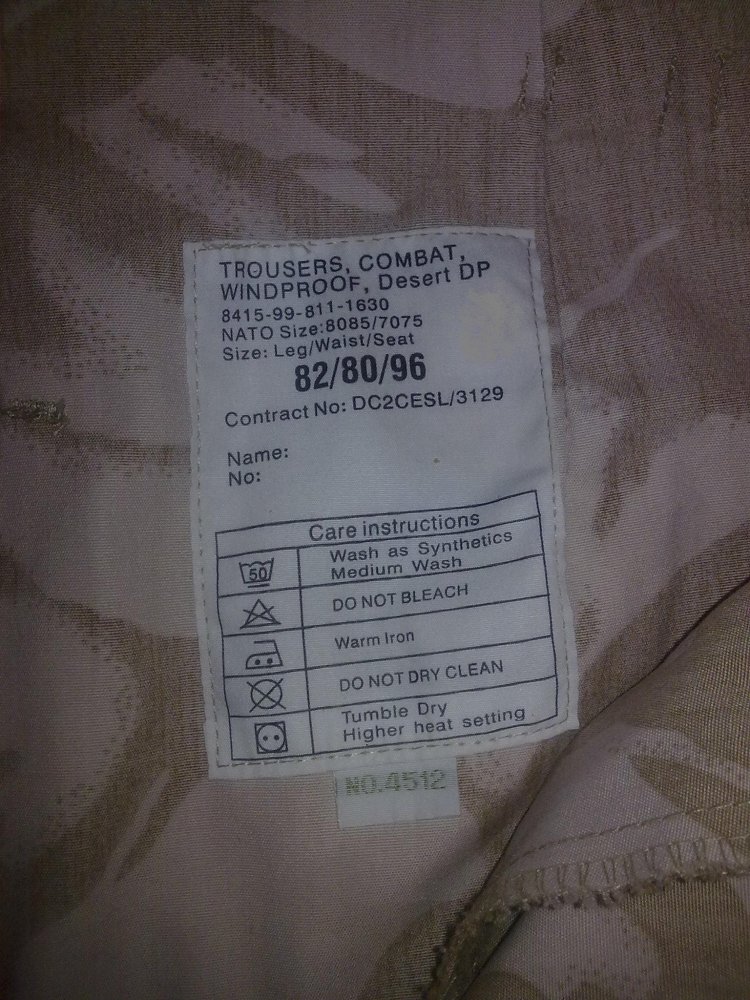 TROUSERS, COMBAT,
WINDPROOF, Desert DP
8415-99-811-1630
NATO Size:8085/7075
Size: Leg/Waist/Seat
82/80/96
Contract No: DC2CESL/3129
Name:
No:
Care instructions
50
Wash as Synthetics
Medium Wash
DO NOT BLEACH
Warm Iron
DO NOT DRY CLEAN
Tumble Dry
Higher heat setting
NO.4512